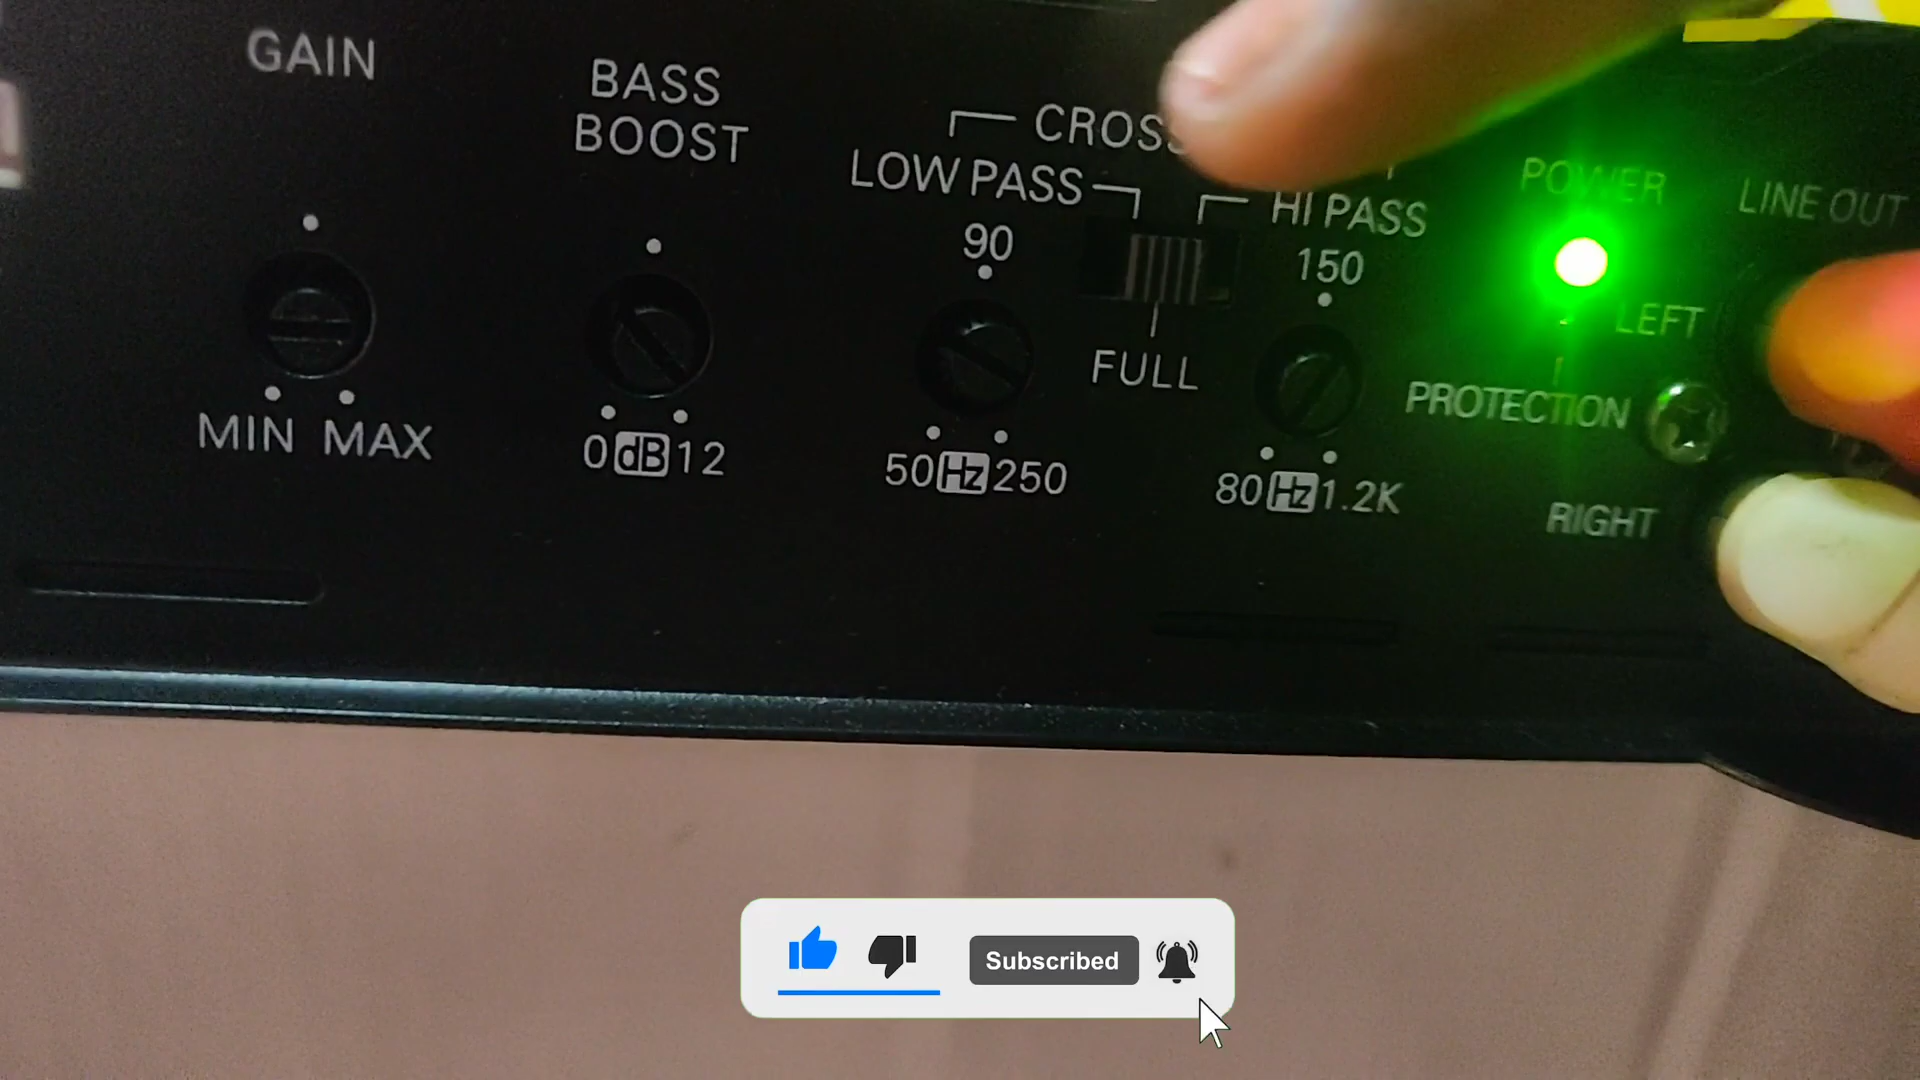 GAIN
BASS
BOOST
CROSS
LOW PASS
HI PASS
90
150
FULL
MIN MAX
0 dB 12
50 Hz 250
80 Hz 1.2K
POWER
LINE OUT
LEFT
PROTECTION
RIGHT
Subscribed